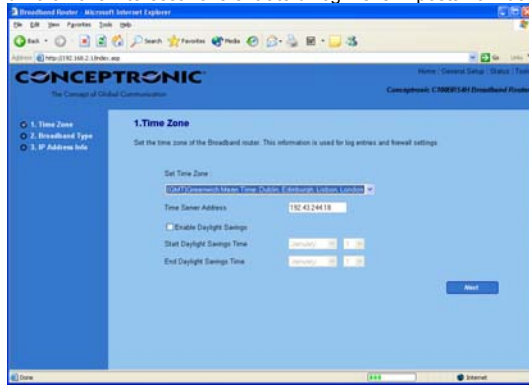 Broadband Router - Microsoft Internet Explorer
File Edit View Favorites Tools Help
Back Search Favorites Media
Address http://192.168.2.1/index.asp Go Links
CONCEPTRONIC
The Concept of Global Communication
Home | General Setup | Status | Tools
Conceptronic C100BRS4H Broadband Router
1. Time Zone
2. Broadband Type
3. IP Address Info
1.Time Zone
Set the time zone of the Broadband router. This information is used for log entries and firewall settings
Set Time Zone :
(GMT)Greenwich Mean Time: Dublin, Edinburgh, Lisbon, London
Time Server Address 192.43.244.18
Enable Daylight Savings
Start Daylight Savings Time January 1
End Daylight Savings Time January 1
Next
Done Internet